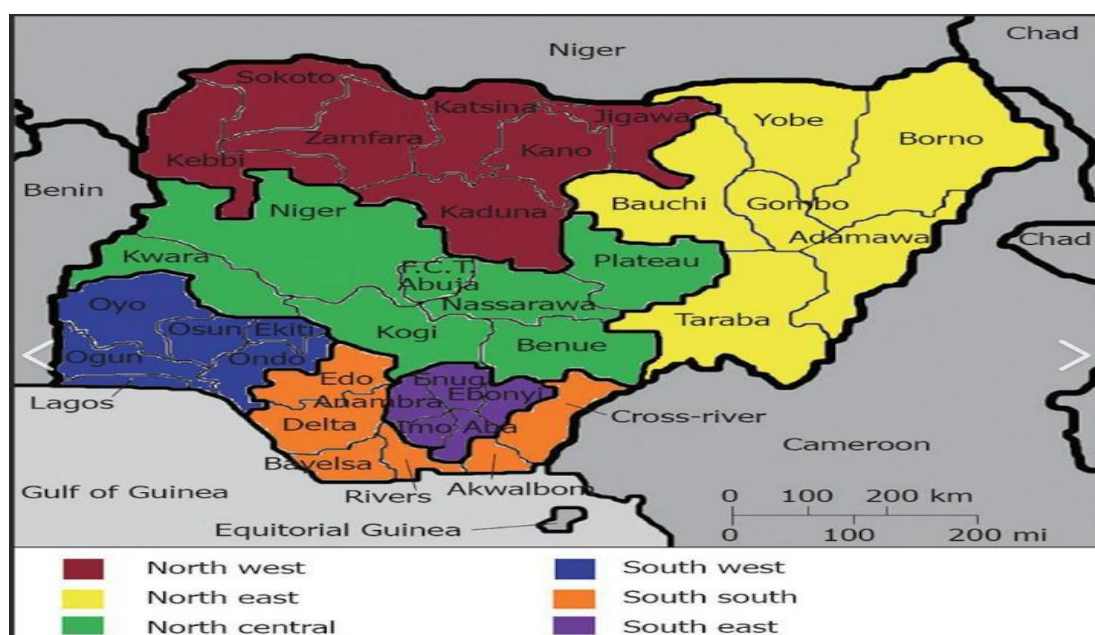 Niger
Chad
Sokoto
Katsina
Jigawa
Yobe
Borno
Zamfara
Kano
Kebbi
Benin
Niger
Kaduna
Bauchi
Gombo
Adamawa
Chad
Kwara
F.C.T.
Abuja
Plateau
Nassarawa
Oyo
Osun
Ekiti
Kogi
Benue
Taraba
Ogun
Ondo
Lagos
Edo
Enugu
Ebonyi
Anambra
Cross-river
Delta
Imo
Aba
Cameroon
Bayelsa
Gulf of Guinea
Rivers
Akwalbom
0 100 200 km
Equitorial Guinea
0 100 200 mi
North west
South west
North east
South south
North central
South east